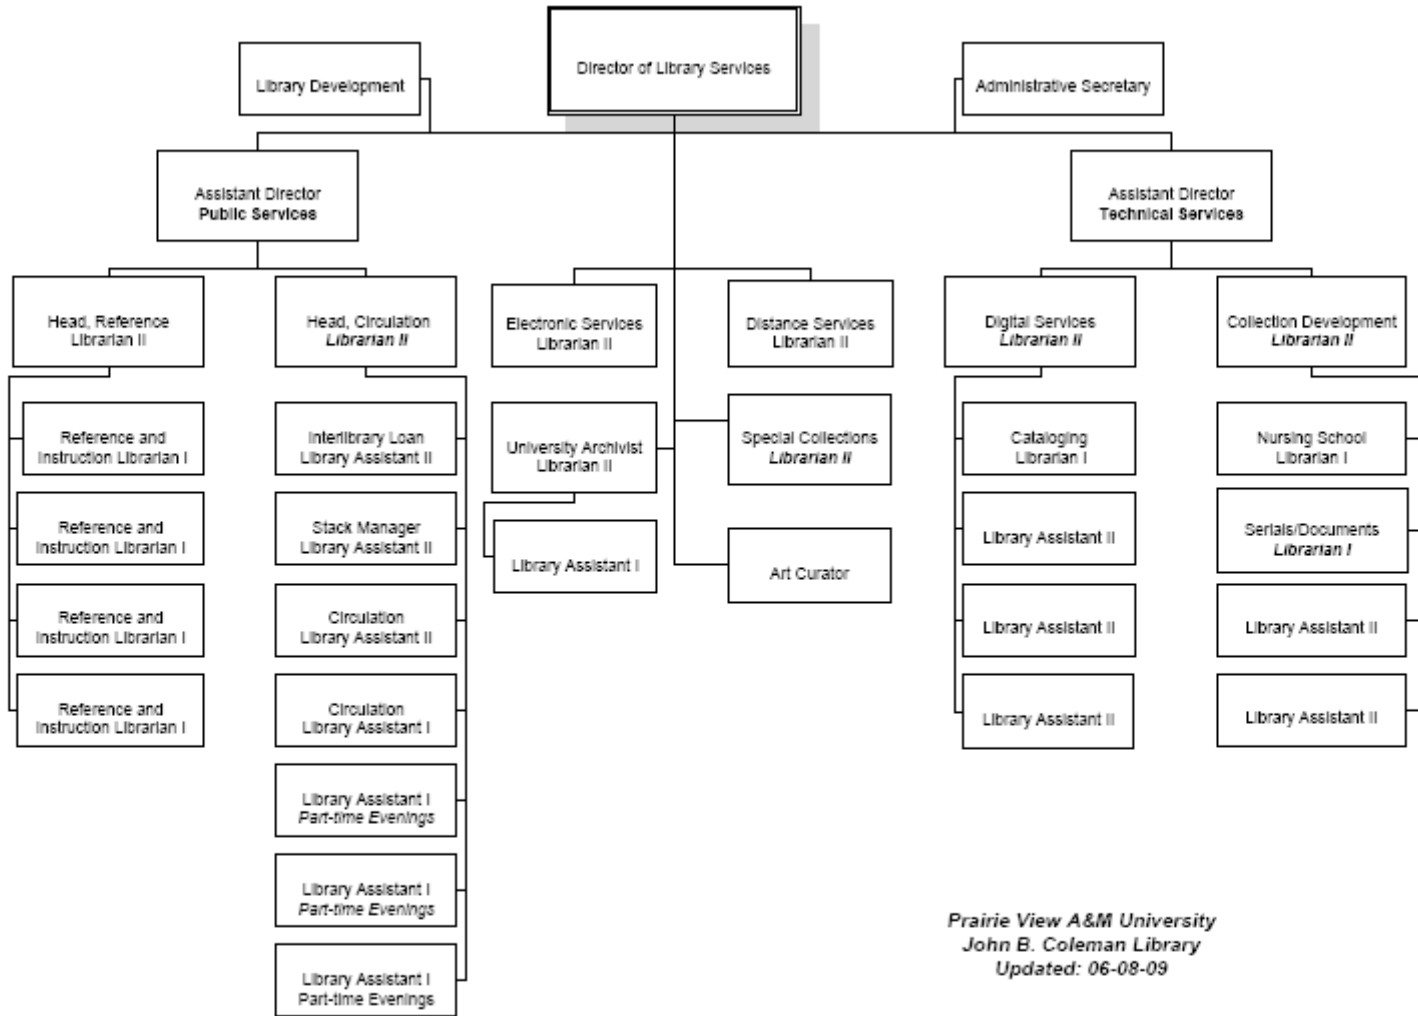 Director of Library Services
Library Development
Administrative Secretary
Assistant Director
Public Services
Assistant Director
Technical Services
Head, Reference
Librarian II
Head, Circulation
Librarian II
Electronic Services
Librarian II
Distance Services
Librarian II
Digital Services
Librarian II
Collection Development
Librarian II
Reference and
Instruction Librarian I
Interlibrary Loan
Library Assistant II
University Archivist
Librarian II
Special Collections
Librarian II
Cataloging
Librarian I
Nursing School
Librarian I
Reference and
Instruction Librarian I
Stack Manager
Library Assistant II
Library Assistant I
Art Curator
Library Assistant II
Serials/Documents
Librarian I
Reference and
Instruction Librarian I
Circulation
Library Assistant II
Library Assistant II
Library Assistant II
Reference and
Instruction Librarian I
Circulation
Library Assistant I
Library Assistant II
Library Assistant II
Library Assistant I
Part-time Evenings
Library Assistant I
Part-time Evenings
Library Assistant I
Part-time Evenings
Prairie View A&M University
John B. Coleman Library
Updated: 06-08-09